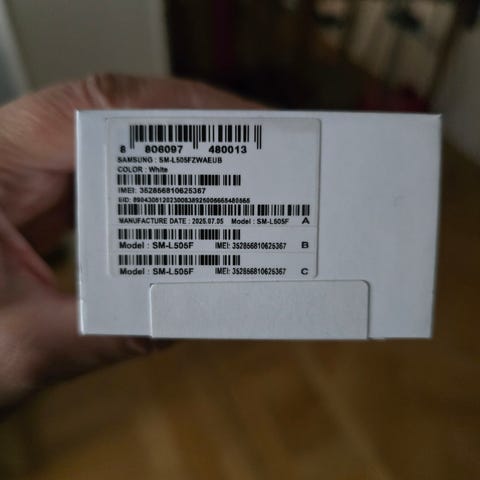 8 806097 480013
SAMSUNG : SM-L505FZWAEUB
COLOR : White
IMEI: 352856810625367
EID: 89043051202300838925006665480866
MANUFACTURE DATE : 2025.07.05 Model : SM-L505F A
Model : SM-L505F IMEI: 352856810625367 B
Model : SM-L505F IMEI: 352856810625367 C